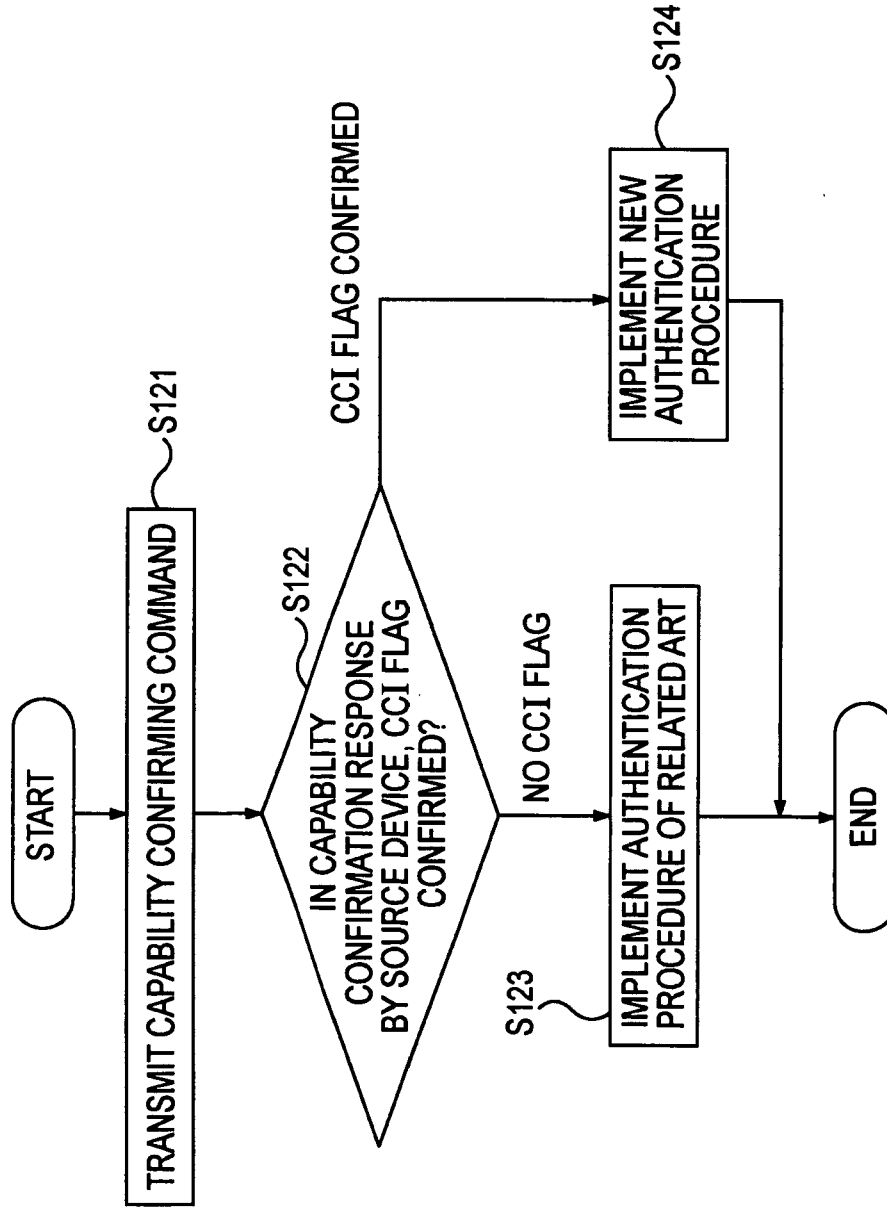 START
TRANSMIT CAPABILITY CONFIRMING COMMAND
S121
IN CAPABILITY
CONFIRMATION RESPONSE
BY SOURCE DEVICE, CCI FLAG
CONFIRMED?
S122
CCI FLAG CONFIRMED
NO CCI FLAG
S123
IMPLEMENT AUTHENTICATION
PROCEDURE OF RELATED ART
IMPLEMENT NEW
AUTHENTICATION
PROCEDURE
S124
END